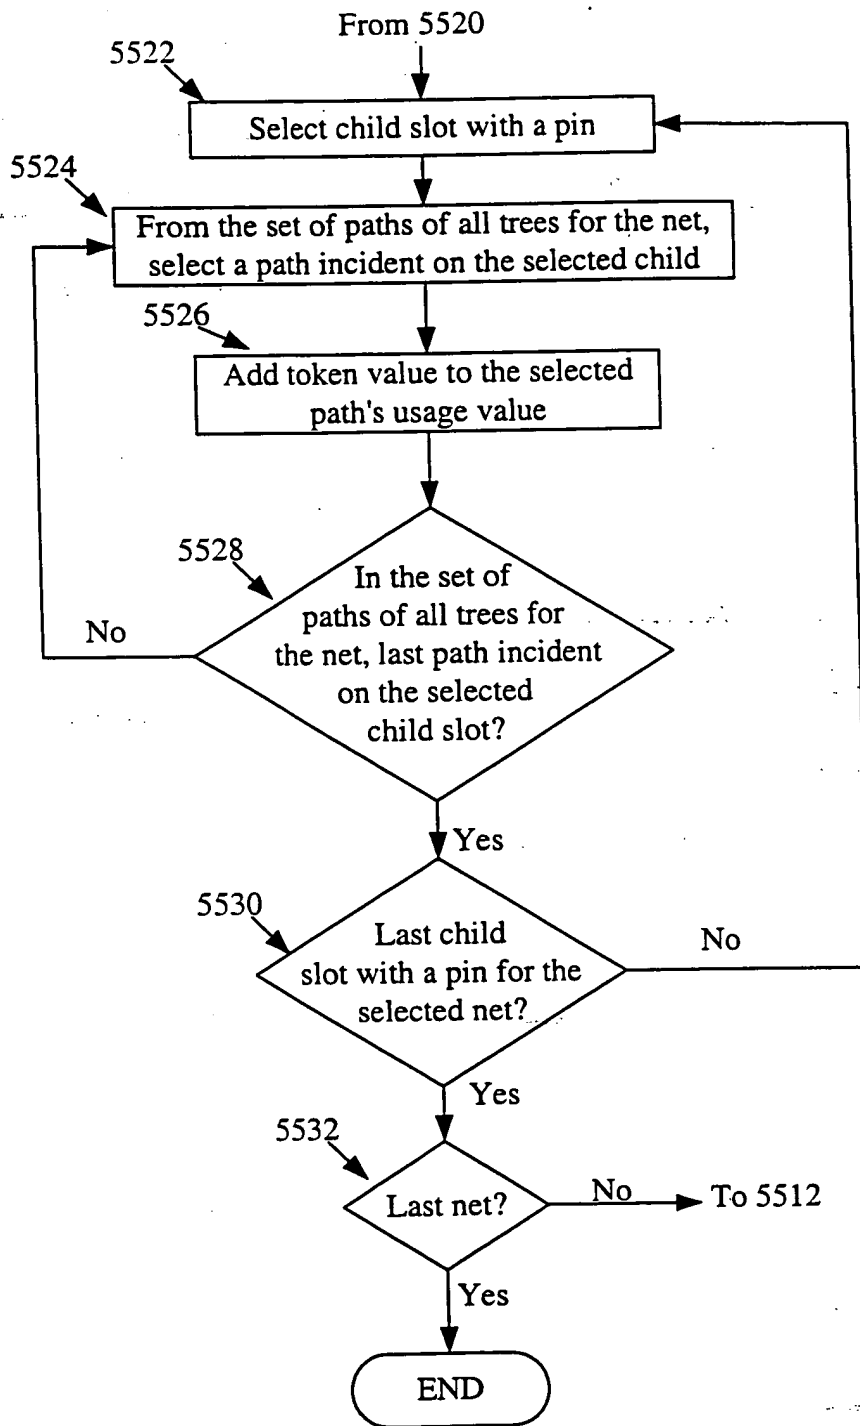 From 5520
5522
Select child slot with a pin
5524
From the set of paths of all trees for the net,
select a path incident on the selected child
5526
Add token value to the selected
path's usage value
5528
In the set of
paths of all trees for
the net, last path incident
on the selected
child slot?
No
Yes
5530
Last child
slot with a pin for the
selected net?
No
Yes
5532
Last net?
No
To 5512
Yes
END